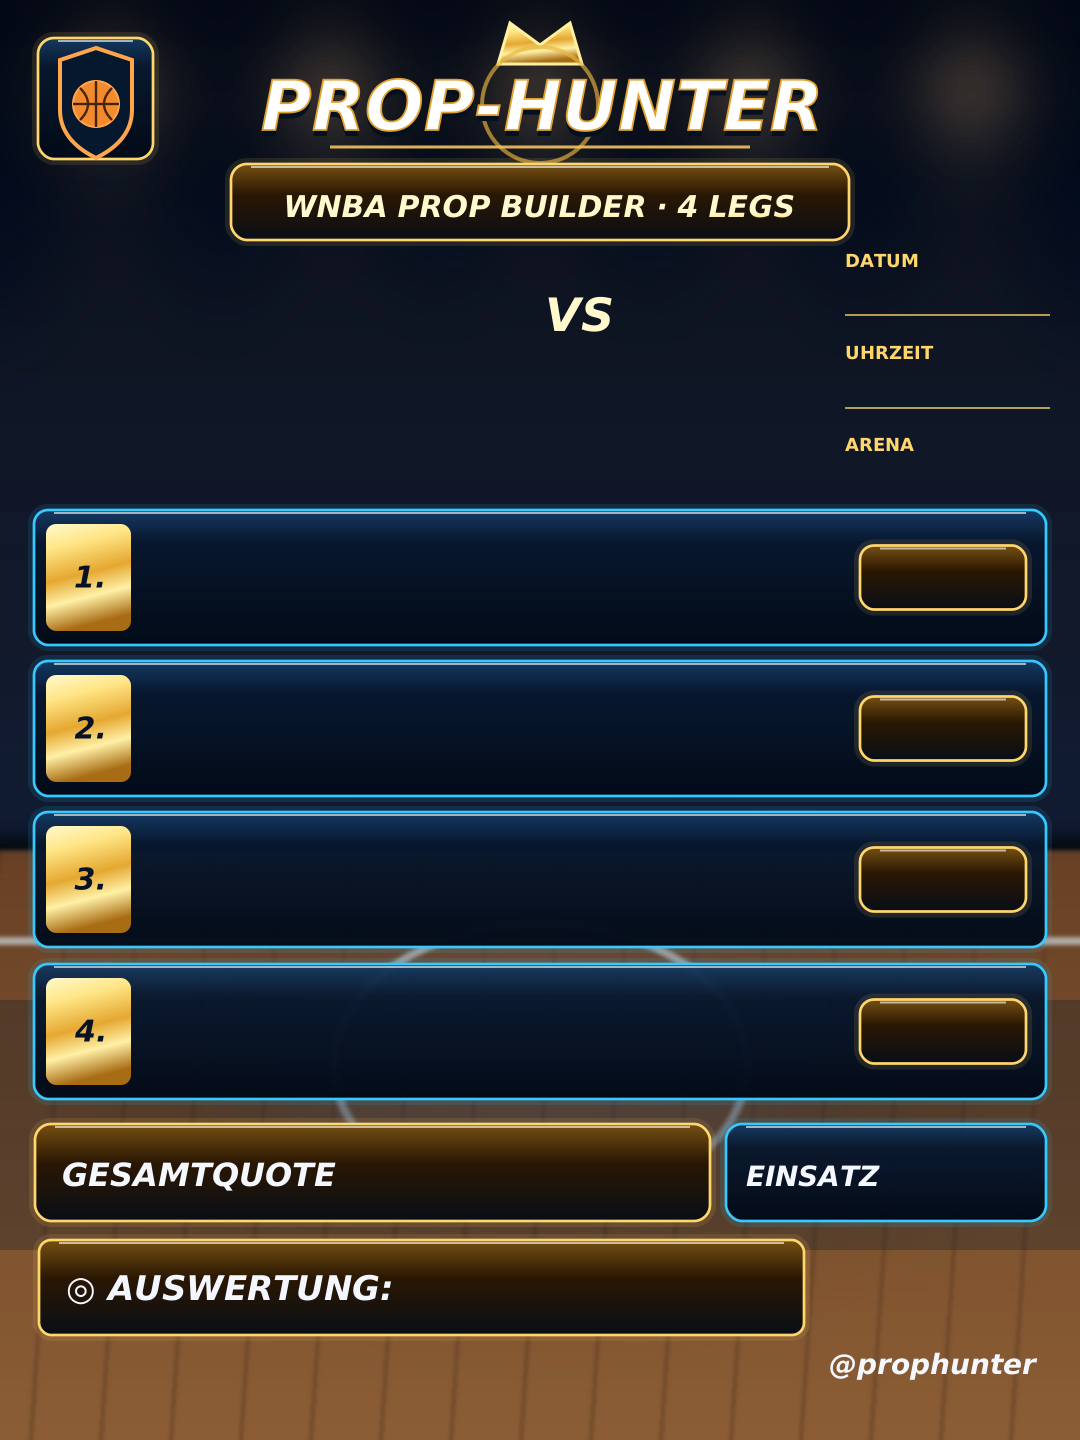 PROP-HUNTER
WNBA PROP BUILDER · 4 LEGS
VS
DATUM
UHRZEIT
ARENA
1.
2.
3.
4.
GESAMTQUOTE
EINSATZ
◎ AUSWERTUNG:
@prophunter